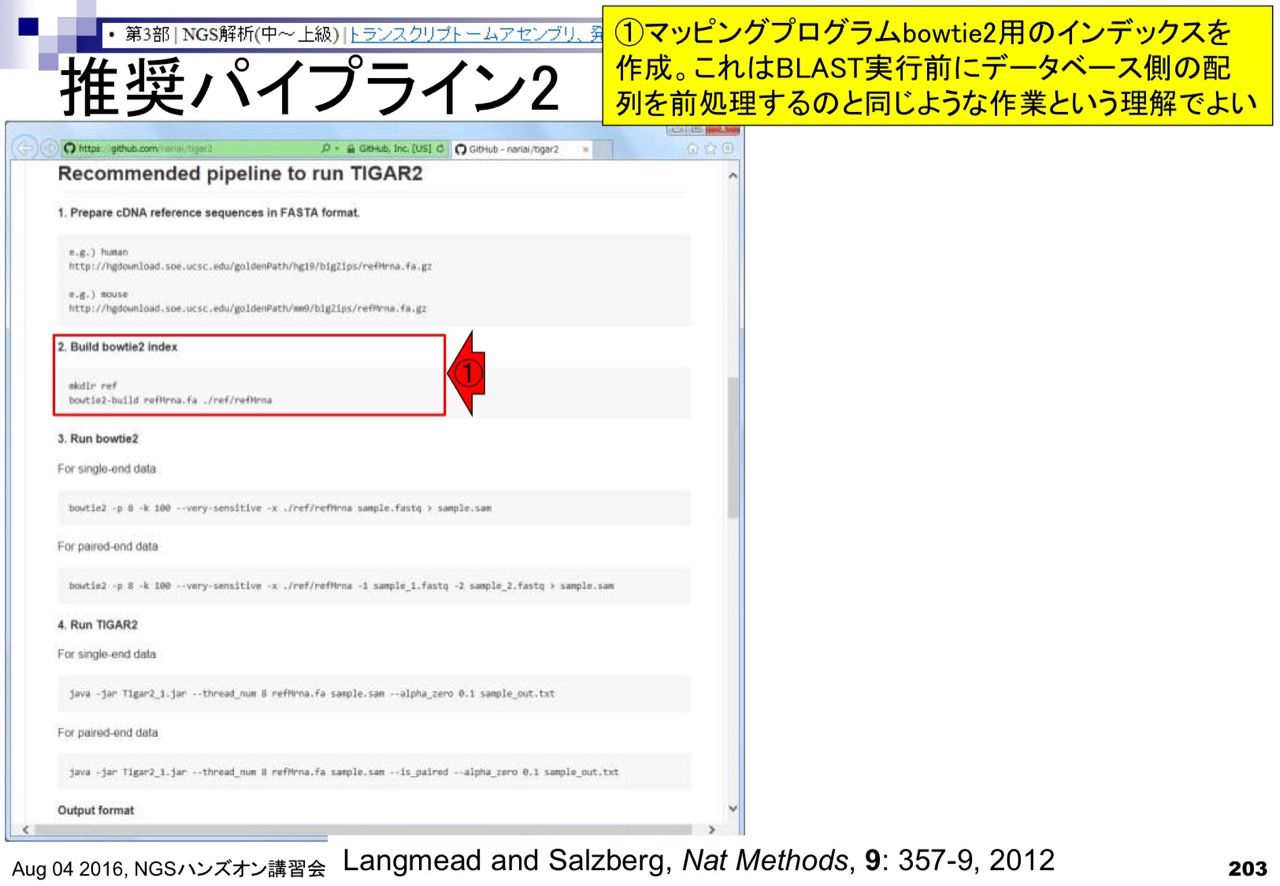 ・ 第3部 | NGS解析(中～上級) | トランスクリプトームアセンブリ、発
推奨パイプライン2
①マッピングプログラムbowtie2用のインデックスを
作成。これはBLAST実行前にデータベース側の配
列を前処理するのと同じような作業という理解でよい
https://github.com/nariai/tigar2
GitHub, Inc. [US]
GitHub - nariai/tigar2
Recommended pipeline to run TIGAR2
1. Prepare cDNA reference sequences in FASTA format.
e.g.) human
http://hgdownload.soe.ucsc.edu/goldenPath/hg19/bigZips/refMrna.fa.gz
e.g.) mouse
http://hgdownload.soe.ucsc.edu/goldenPath/mm9/bigZips/refMrna.fa.gz
2. Build bowtie2 index
mkdir ref
bowtie2-build refMrna.fa ./ref/refMrna
①
3. Run bowtie2
For single-end data
bowtie2 -p 8 -k 100 --very-sensitive -x ./ref/refMrna sample.fastq > sample.sam
For paired-end data
bowtie2 -p 8 -k 100 --very-sensitive -x ./ref/refMrna -1 sample_1.fastq -2 sample_2.fastq > sample.sam
4. Run TIGAR2
For single-end data
java -jar Tigar2_1.jar --thread_num 8 refMrna.fa sample.sam --alpha_zero 0.1 sample_out.txt
For paired-end data
java -jar Tigar2_1.jar --thread_num 8 refMrna.fa sample.sam --is_paired --alpha_zero 0.1 sample_out.txt
Output format
Aug 04 2016, NGSハンズオン講習会
Langmead and Salzberg, Nat Methods, 9: 357-9, 2012
203